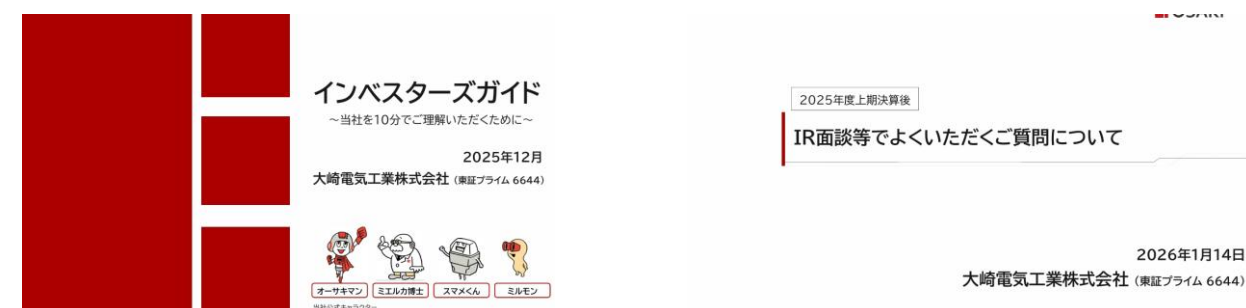 インベスターズガイド
～当社を10分でご理解いただくために～
2025年12月
大崎電気工業株式会社（東証プライム 6644）
オーサキマン
ミエルカ博士
スマメくん
ミルモン
2025年度上期決算後
IR面談等でよくいただくご質問について
2026年1月14日
大崎電気工業株式会社（東証プライム 6644）